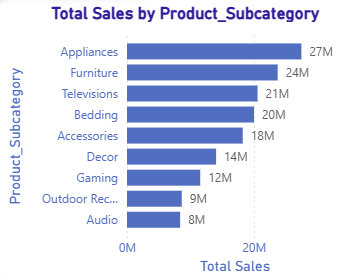 Total Sales by Product_Subcategory
Product_Subcategory
Appliances 27M
Furniture 24M
Televisions 21M
Bedding 20M
Accessories 18M
Decor 14M
Gaming 12M
Outdoor Rec... 9M
Audio 8M
0M 20M
Total Sales